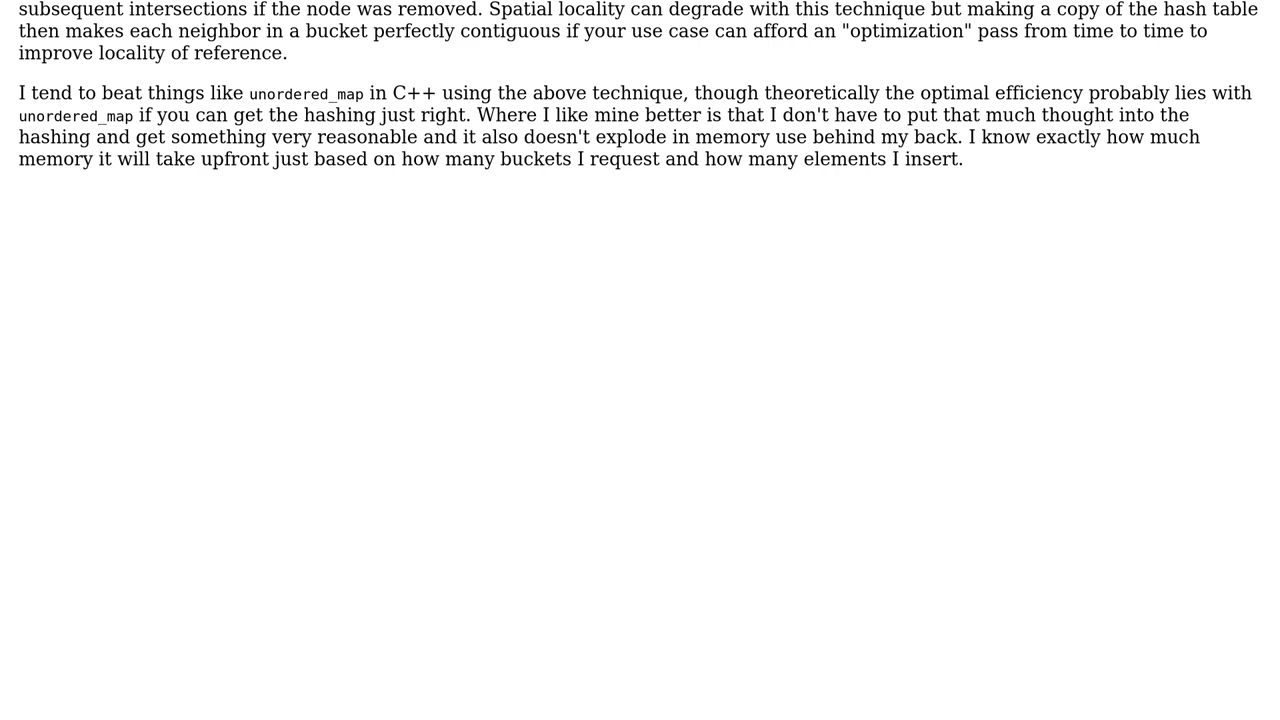 subsequent intersections if the node was removed. Spatial locality can degrade with this technique but making a copy of the hash table
then makes each neighbor in a bucket perfectly contiguous if your use case can afford an "optimization" pass from time to time to
improve locality of reference.
I tend to beat things like unordered_map in C++ using the above technique, though theoretically the optimal efficiency probably lies with
unordered_map if you can get the hashing just right. Where I like mine better is that I don't have to put that much thought into the
hashing and get something very reasonable and it also doesn't explode in memory use behind my back. I know exactly how much
memory it will take upfront just based on how many buckets I request and how many elements I insert.